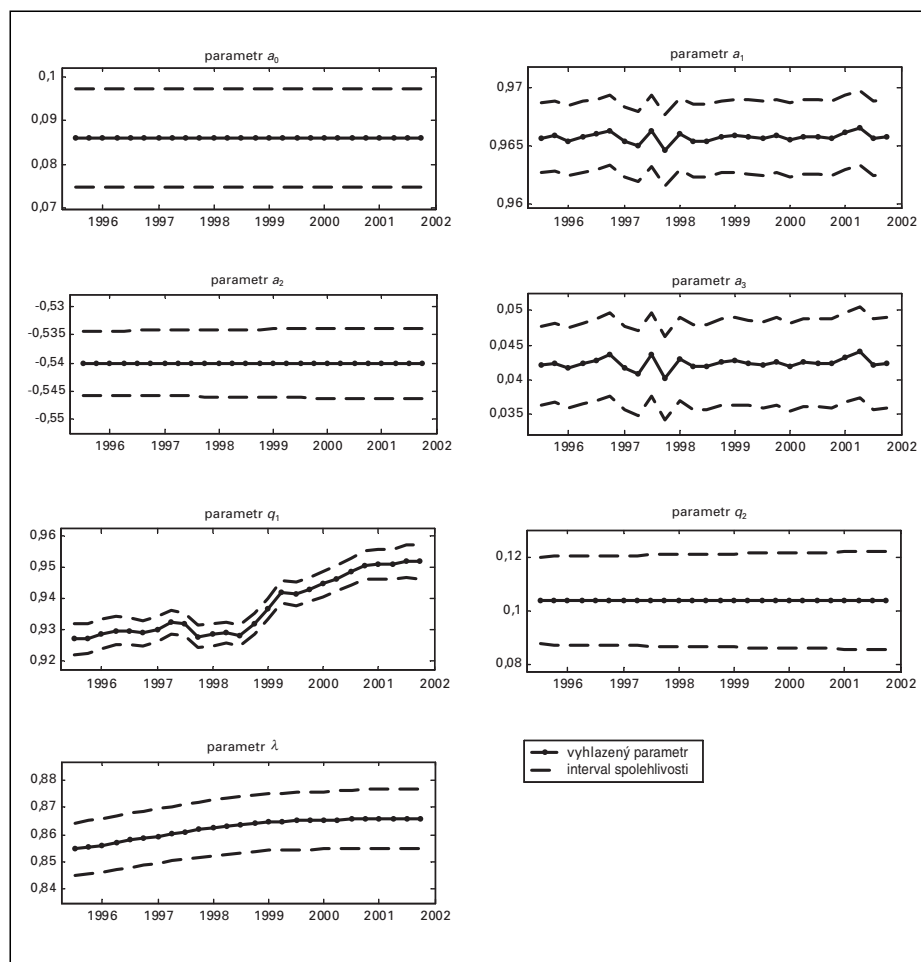 parametr a₀
0,1
0,09
0,08
0,07
1996 1997 1998 1999 2000 2001 2002
parametr a₁
0,97
0,965
0,96
1996 1997 1998 1999 2000 2001 2002
parametr a₂
-0,53
-0,535
-0,54
-0,545
-0,55
1996 1997 1998 1999 2000 2001 2002
parametr a₃
0,05
0,045
0,04
0,035
1996 1997 1998 1999 2000 2001 2002
parametr q₁
0,96
0,95
0,94
0,93
0,92
1996 1997 1998 1999 2000 2001 2002
parametr q₂
0,12
0,1
0,08
1996 1997 1998 1999 2000 2001 2002
parametr λ
0,88
0,87
0,86
0,85
0,84
1996 1997 1998 1999 2000 2001 2002
vyhlazený parametr
interval spolehlivosti